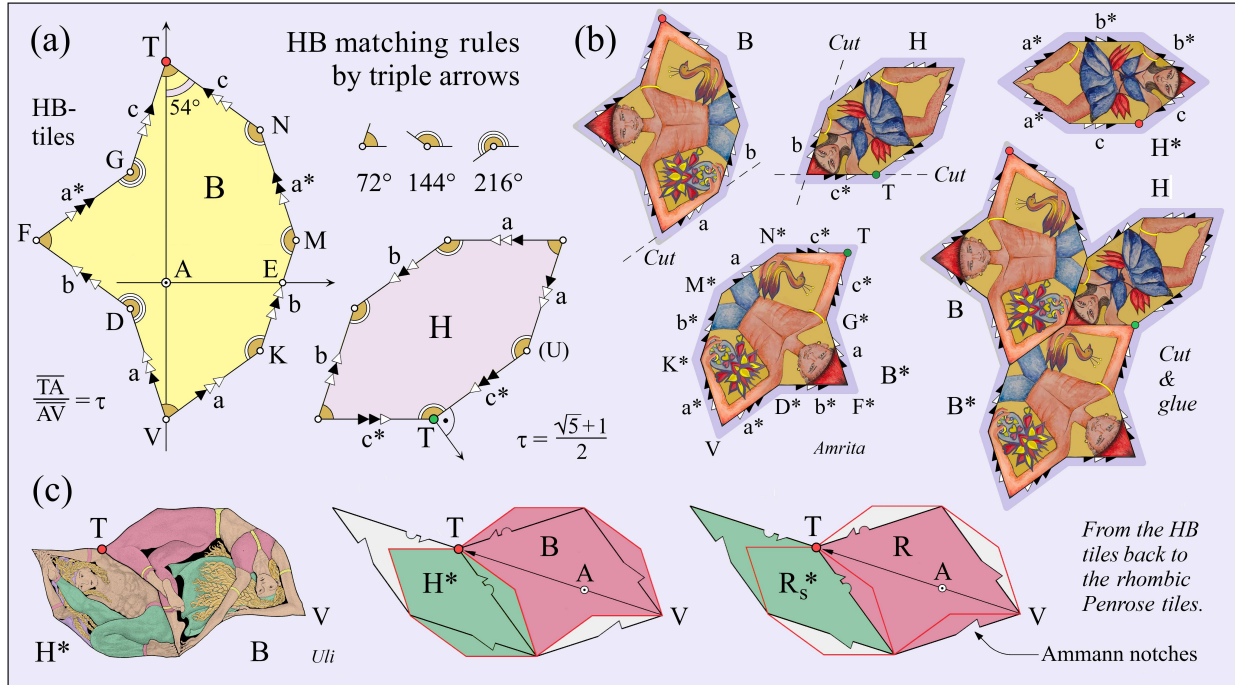 (a)
T
HB-
tiles
c
c
54°
G
N
a*
a*
B
F
M
A
E
b
b
D
K
a
a
V
TA
AV = τ
HB matching rules
by triple arrows
72° 144° 216°
a
b
a
H
b
(U)
c*
c*
T
τ = √5 + 1
2
(b)
B
b
a
Cut
Cut
H
b
c*
T
Cut
b*
a*
b*
a*
c
c
H*
N*
c*
T
a
M*
c*
b*
G*
K*
a
B*
a*
D*
b*
F*
a*
V
Amrita
H
B
Cut
&
glue
B*
(c)
T
V
H*
B
Uli
T
B
H*
A
V
T
R
Rs*
A
V
From the HB
tiles back to
the rhombic
Penrose tiles.
Ammann notches